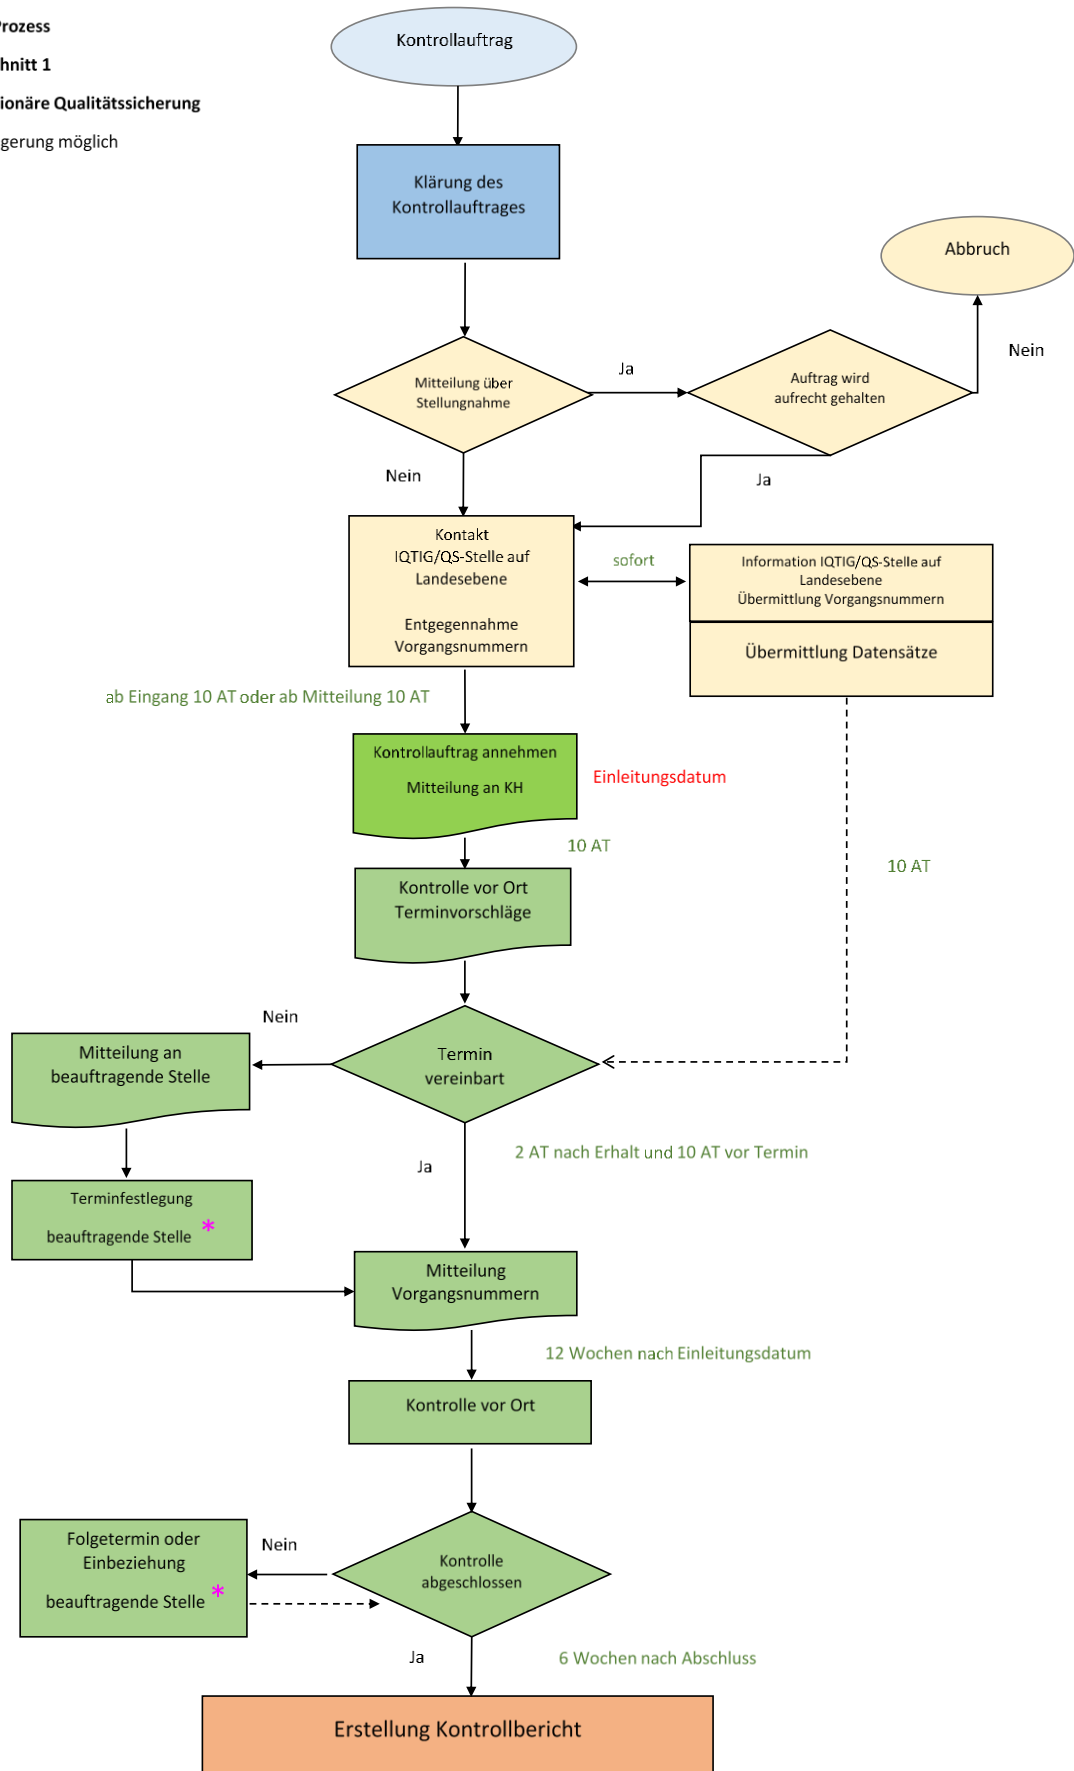 Prozess
hnitt 1
ionäre Qualitätssicherung
gerung möglich
Kontrollauftrag
Klärung des
Kontrollauftrages
Abbruch
Nein
Mitteilung über
Stellungnahme
Ja
Auftrag wird
aufrecht gehalten
Nein
Ja
Kontakt
IQTIG/QS-Stelle auf
Landesebene
Entgegennahme
Vorgangsnummern
sofort
Information IQTIG/QS-Stelle auf
Landesebene
Übermittlung Vorgangsnummern
Übermittlung Datensätze
ab Eingang 10 AT oder ab Mitteilung 10 AT
Kontrollauftrag annehmen
Mitteilung an KH
Einleitungsdatum
10 AT
10 AT
Kontrolle vor Ort
Terminvorschläge
Nein
Mitteilung an
beauftragende Stelle
Termin
vereinbart
Ja
2 AT nach Erhalt und 10 AT vor Termin
Terminfestlegung
beauftragende Stelle *
Mitteilung
Vorgangsnummern
12 Wochen nach Einleitungsdatum
Kontrolle vor Ort
Folgetermin oder
Einbeziehung
beauftragende Stelle *
Nein
Kontrolle
abgeschlossen
Ja
6 Wochen nach Abschluss
Erstellung Kontrollbericht